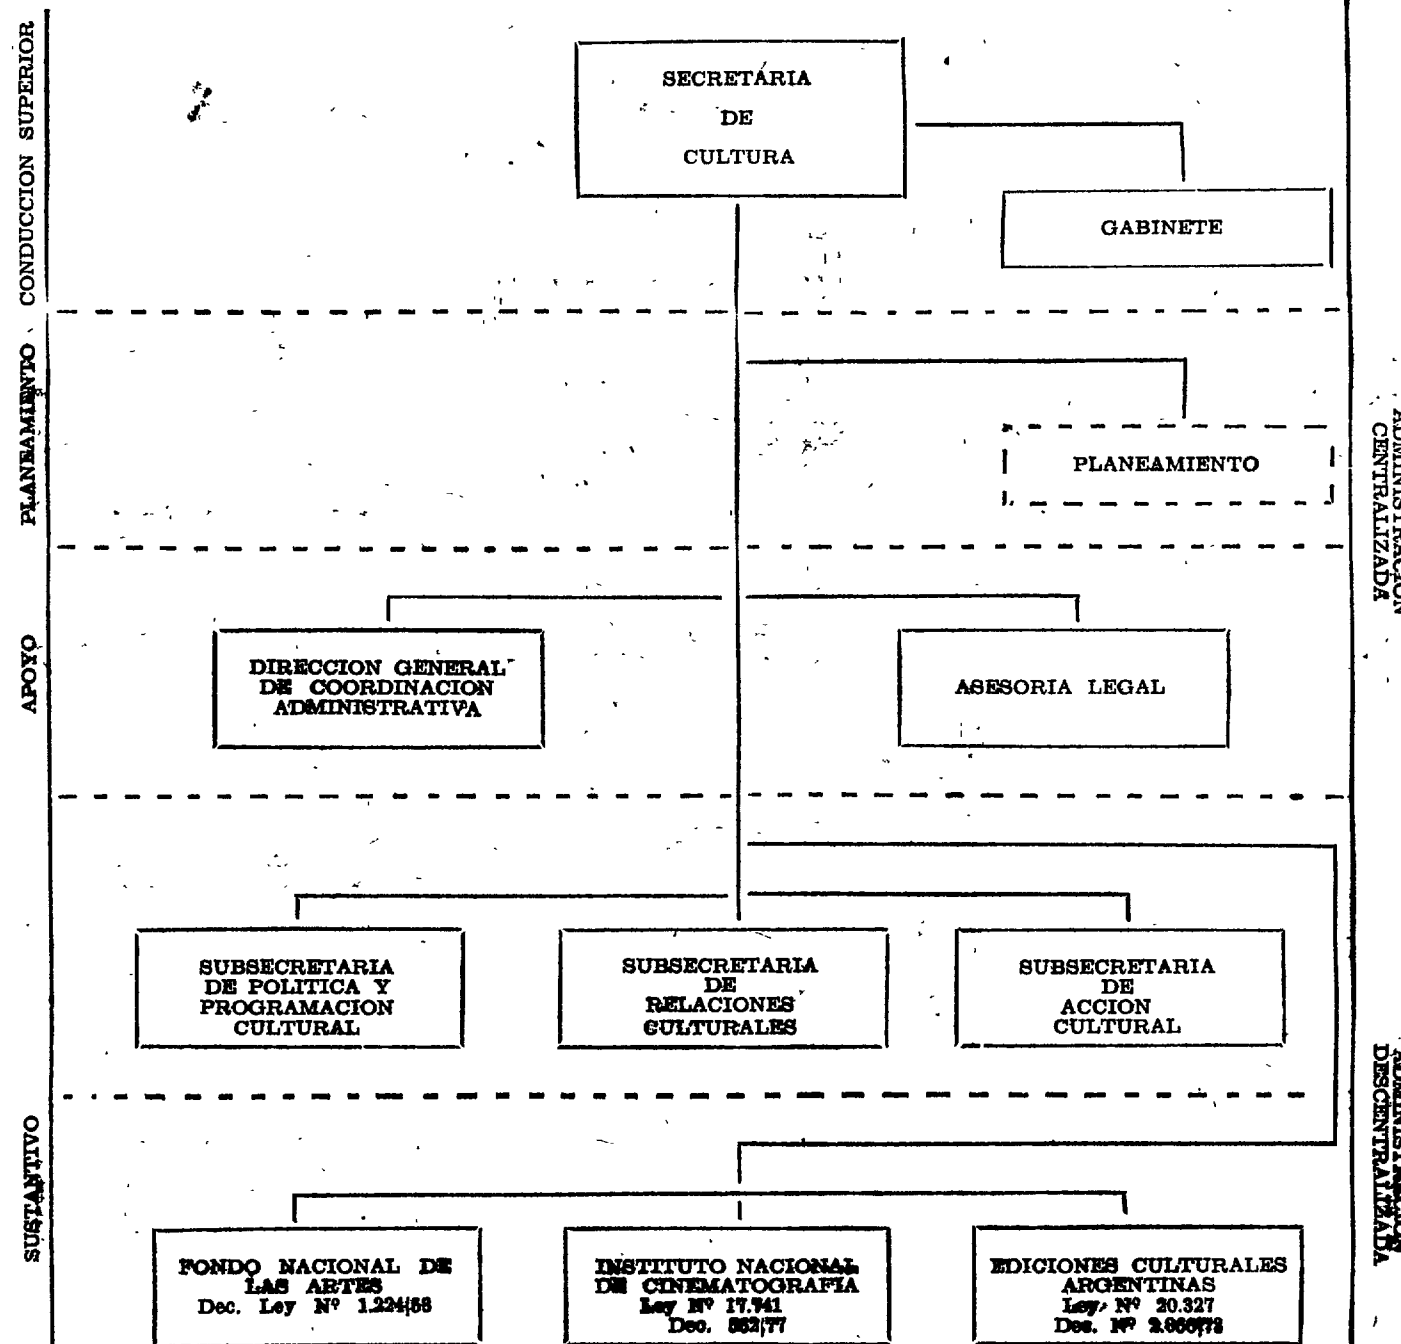 CONDUCCION SUPERIOR
SECRETARIA
DE
CULTURA
GABINETE
PLANEAMIENTO
PLANEAMIENTO
ADMINISTRACION
CENTRALIZADA
APOYO
DIRECCION GENERAL
DE COORDINACION
ADMINISTRATIVA
ASESORIA LEGAL
SUBSECRETARIA
DE POLITICA Y
PROGRAMACION
CULTURAL
SUBSECRETARIA
DE
RELACIONES
CULTURALES
SUBSECRETARIA
DE
ACCION
CULTURAL
SUSTANTIVO
ADMINISTRACION
DESCENTRALIZADA
FONDO NACIONAL DE
LAS ARTES
Dec. Ley Nº 1.224|58
INSTITUTO NACIONAL
DE CINEMATOGRAFIA
Ley Nº 17.741
Dec. |77
EDICIONES CULTURALES
ARGENTINAS
Ley Nº 20.327
Dec. Nº